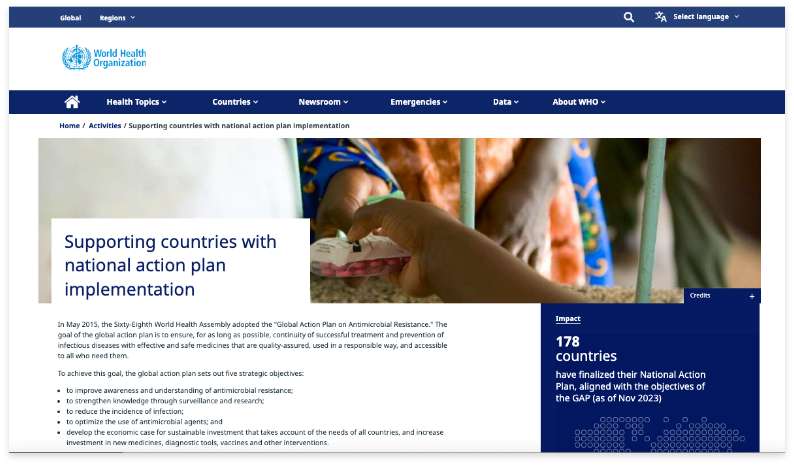 Global Regions Select language
World Health
Organization
Health Topics Countries Newsroom Emergencies Data About WHO
Home / Activities / Supporting countries with national action plan implementation
Supporting countries with
national action plan
implementation
Credits +
In May 2015, the Sixty-Eighth World Health Assembly adopted the "Global Action Plan on Antimicrobial Resistance." The
goal of the global action plan is to ensure, for as long as possible, continuity of successful treatment and prevention of
infectious diseases with effective and safe medicines that are quality-assured, used in a responsible way, and accessible
to all who need them.
To achieve this goal, the global action plan sets out five strategic objectives:
• to improve awareness and understanding of antimicrobial resistance;
• to strengthen knowledge through surveillance and research;
• to reduce the incidence of infection;
• to optimize the use of antimicrobial agents; and
• develop the economic case for sustainable investment that takes account of the needs of all countries, and increase
investment in new medicines, diagnostic tools, vaccines and other interventions.
Impact
178
countries
have finalized their National Action
Plan, aligned with the objectives of
the GAP (as of Nov 2023)